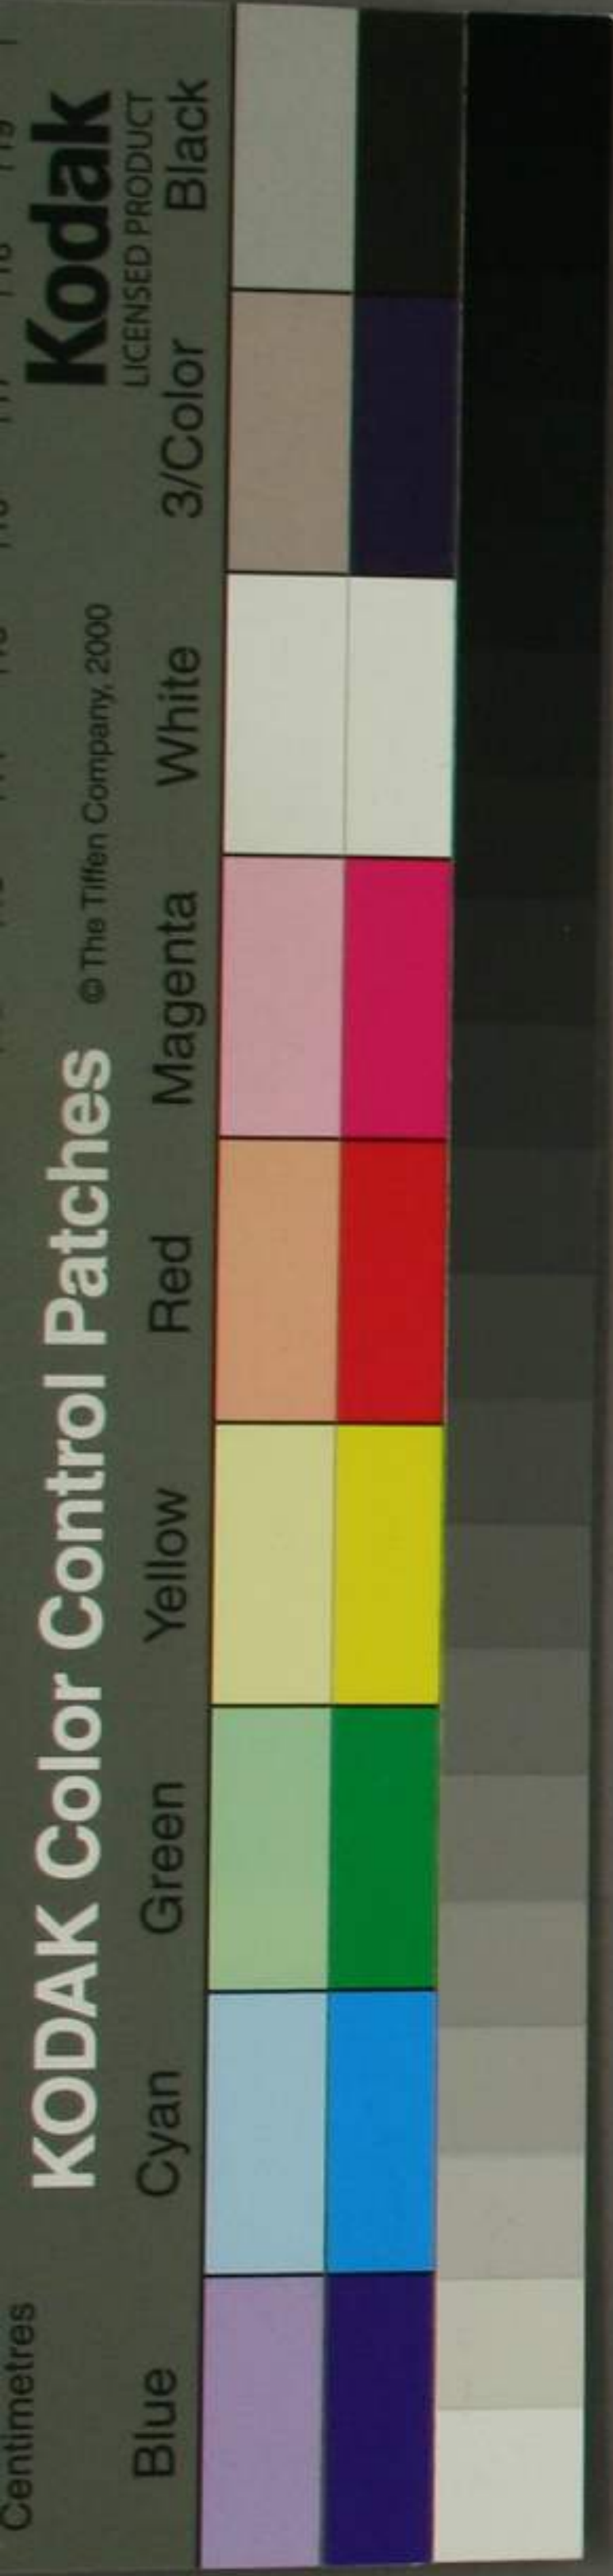 Centimetres
KODAK Color Control Patches © The Tiffen Company, 2000 Kodak
LICENSED PRODUCT
Blue Cyan Green Yellow Red Magenta White 3/Color Black